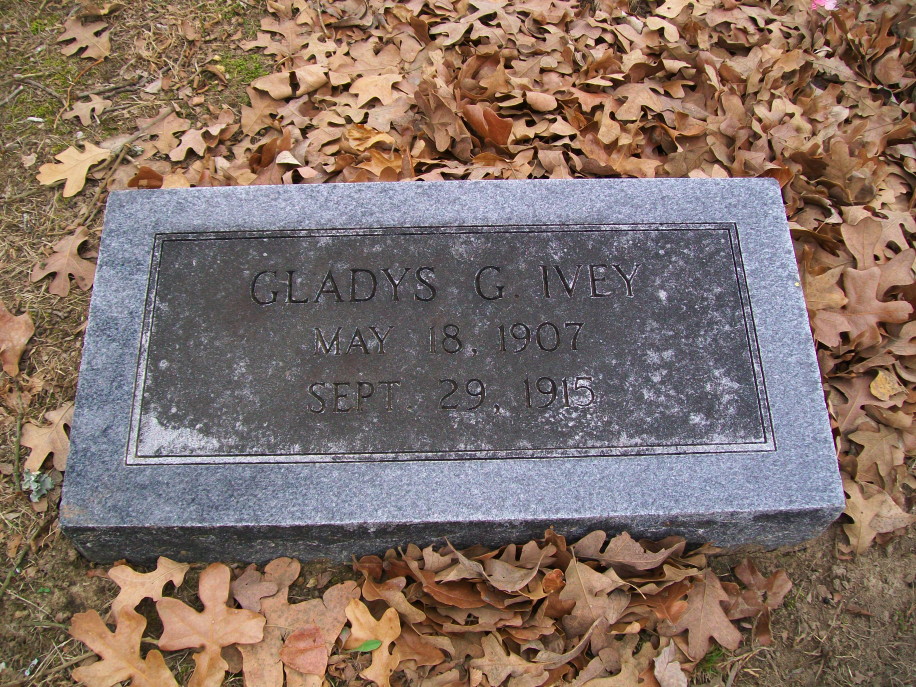 GLADYS G. IVEY
MAY 18, 1907
SEPT 29, 1915